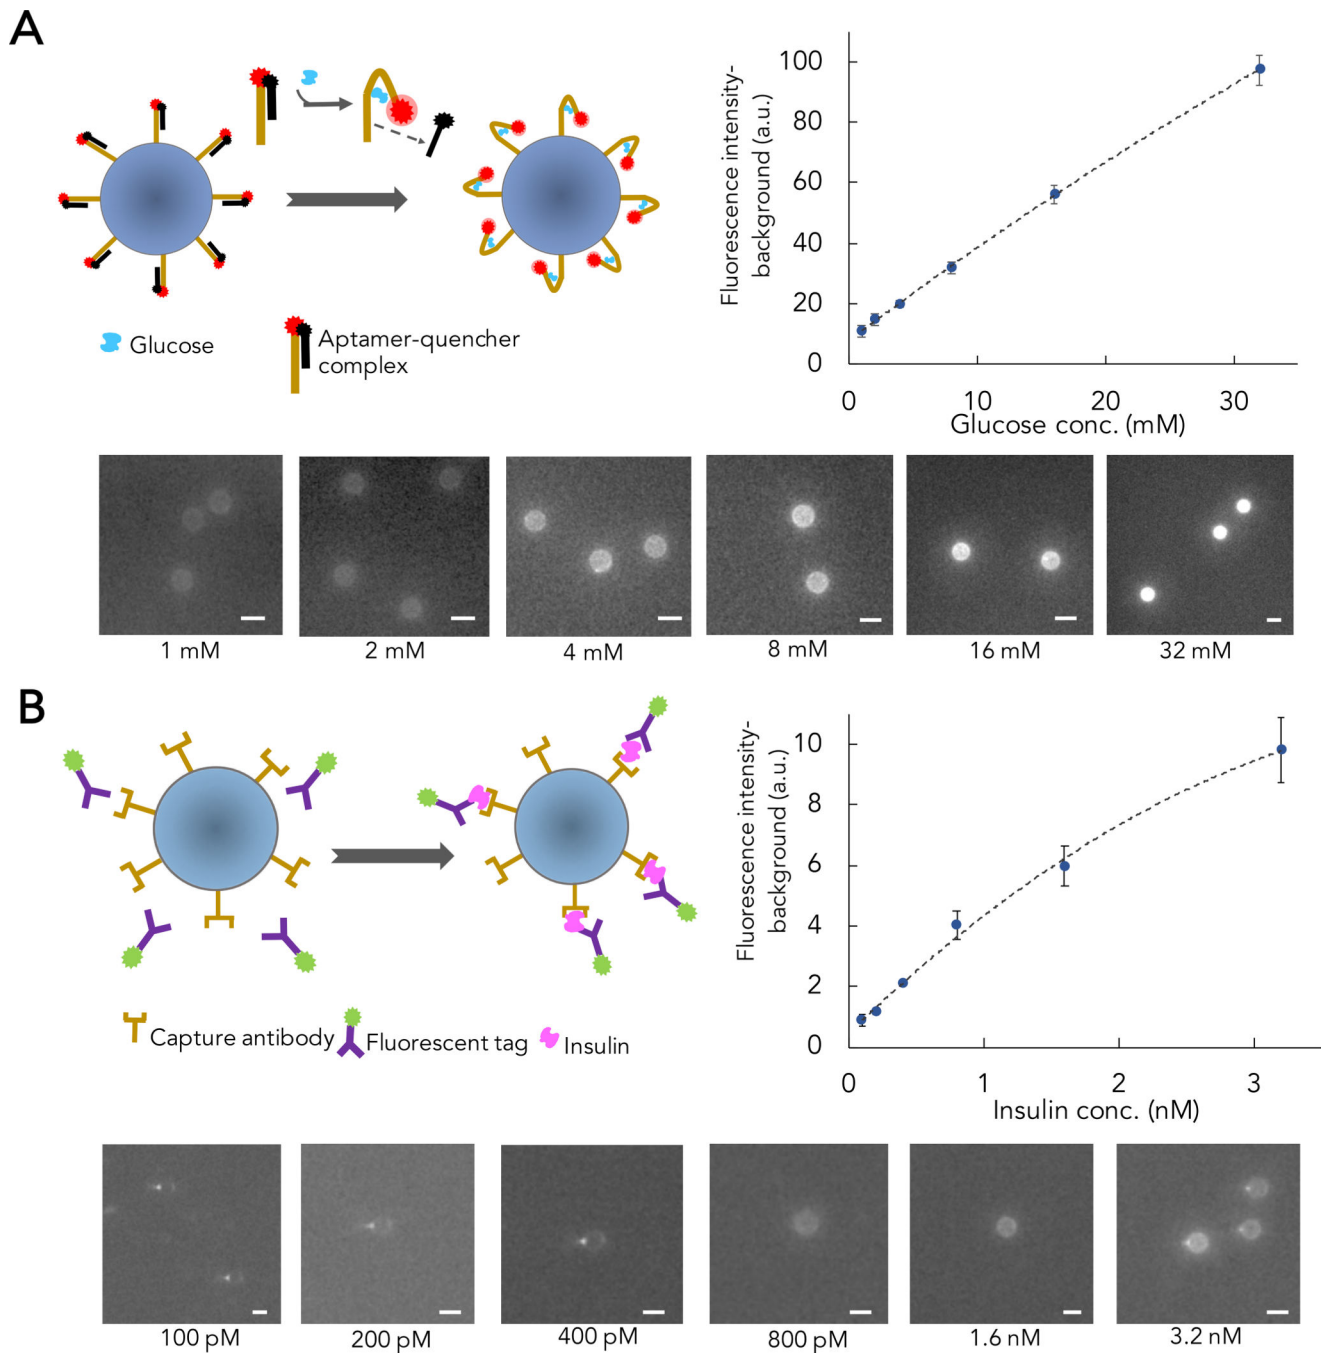 A
Glucose
Aptamer-quencher
complex
Fluorescence intensity-
background (a.u.)
100
80
60
40
20
0
0 10 20 30
Glucose conc. (mM)
1 mM 2 mM 4 mM 8 mM 16 mM 32 mM
B
Capture antibody
Fluorescent tag
Insulin
Fluorescence intensity-
background (a.u.)
10
8
6
4
2
0
0 1 2 3
Insulin conc. (nM)
100 pM 200 pM 400 pM 800 pM 1.6 nM 3.2 nM